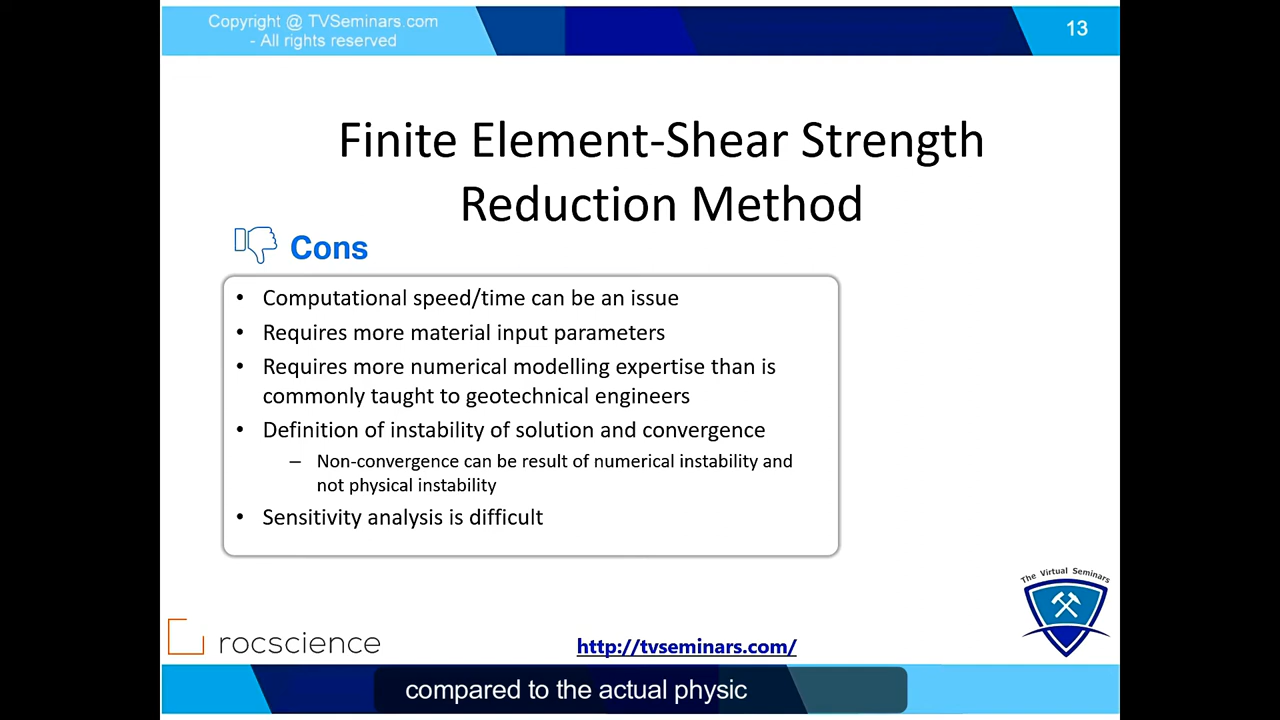 Copyright @ TVSeminars.com
- All rights reserved
13
Finite Element-Shear Strength
Reduction Method
Cons
• Computational speed/time can be an issue
• Requires more material input parameters
• Requires more numerical modelling expertise than is
commonly taught to geotechnical engineers
• Definition of instability of solution and convergence
– Non-convergence can be result of numerical instability and
not physical instability
• Sensitivity analysis is difficult
The Virtual Seminars
rocscience
http://tvseminars.com/
compared to the actual physic